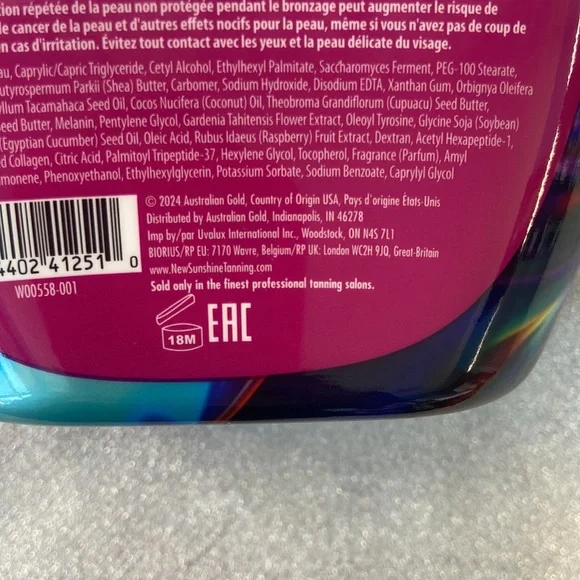 tion répétée de la peau non protégée pendant le bronzage peut augmenter le risque de
le cancer de la peau et d'autres effets nocifs pour la peau, même si vous n'avez pas de coup de
en cas d'irritation. Évitez tout contact avec les yeux et la peau délicate du visage.
au, Caprylic/Capric Triglyceride, Cetyl Alcohol, Ethylhexyl Palmitate, Saccharomyces Ferment, PEG-100 Stearate,
utyrospermum Parkii (Shea) Butter, Carbomer, Sodium Hydroxide, Disodium EDTA, Xanthan Gum, Orbignya Oleifera
yllum Tacamahaca Seed Oil, Cocos Nucifera (Coconut) Oil, Theobroma Grandiflorum (Cupuacu) Seed Butter,
eed Butter, Melanin, Pentylene Glycol, Gardenia Tahitensis Flower Extract, Oleoyl Tyrosine, Glycine Soja (Soybean)
(Egyptian Cucumber) Seed Oil, Oleic Acid, Rubus Idaeus (Raspberry) Fruit Extract, Dextran, Acetyl Hexapeptide-1,
d Collagen, Citric Acid, Palmitoyl Tripeptide-37, Hexylene Glycol, Tocopherol, Fragrance (Parfum), Amyl
monene, Phenoxyethanol, Ethylhexylglycerin, Potassium Sorbate, Sodium Benzoate, Caprylyl Glycol
© 2024 Australian Gold, Country of Origin USA, Pays d'origine États-Unis
Distributed by Australian Gold, Indianapolis, IN 46278
Imp by/par Uvalux International Inc., Woodstock, ON N4S 7L1
BIORIUS/RP EU: 7170 Wavre, Belgium/RP UK: London WC2H 9JQ, Great-Britain
www.NewSunshineTanning.com
Sold only in the finest professional tanning salons.
4402 41251 0
W00558-001
18M
EAC